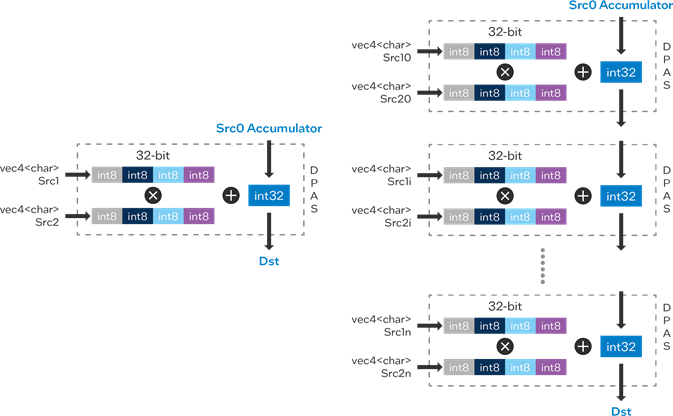 Src0 Accumulator
32-bit
vec4<char>
Src1
int8 int8 int8 int8
int32
vec4<char>
Src2
int8 int8 int8 int8
D
P
A
S
Dst
Src0 Accumulator
32-bit
vec4<char>
Src10
int8 int8 int8 int8
int32
vec4<char>
Src20
int8 int8 int8 int8
D
P
A
S
32-bit
vec4<char>
Src1i
int8 int8 int8 int8
int32
vec4<char>
Src2i
int8 int8 int8 int8
D
P
A
S
32-bit
vec4<char>
Src1n
int8 int8 int8 int8
int32
vec4<char>
Src2n
int8 int8 int8 int8
D
P
A
S
Dst